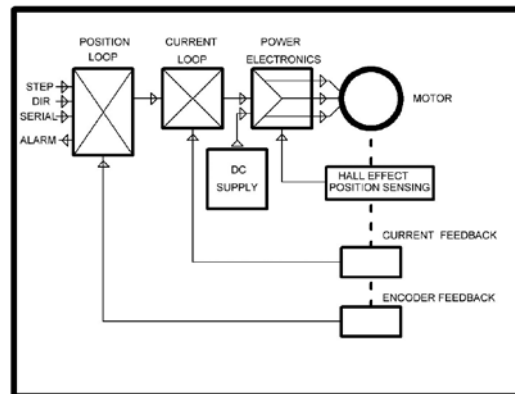 POSITION
LOOP
CURRENT
LOOP
POWER
ELECTRONICS
STEP
DIR
SERIAL
ALARM
MOTOR
DC
SUPPLY
HALL EFFECT
POSITION SENSING
CURRENT FEEDBACK
ENCODER FEEDBACK